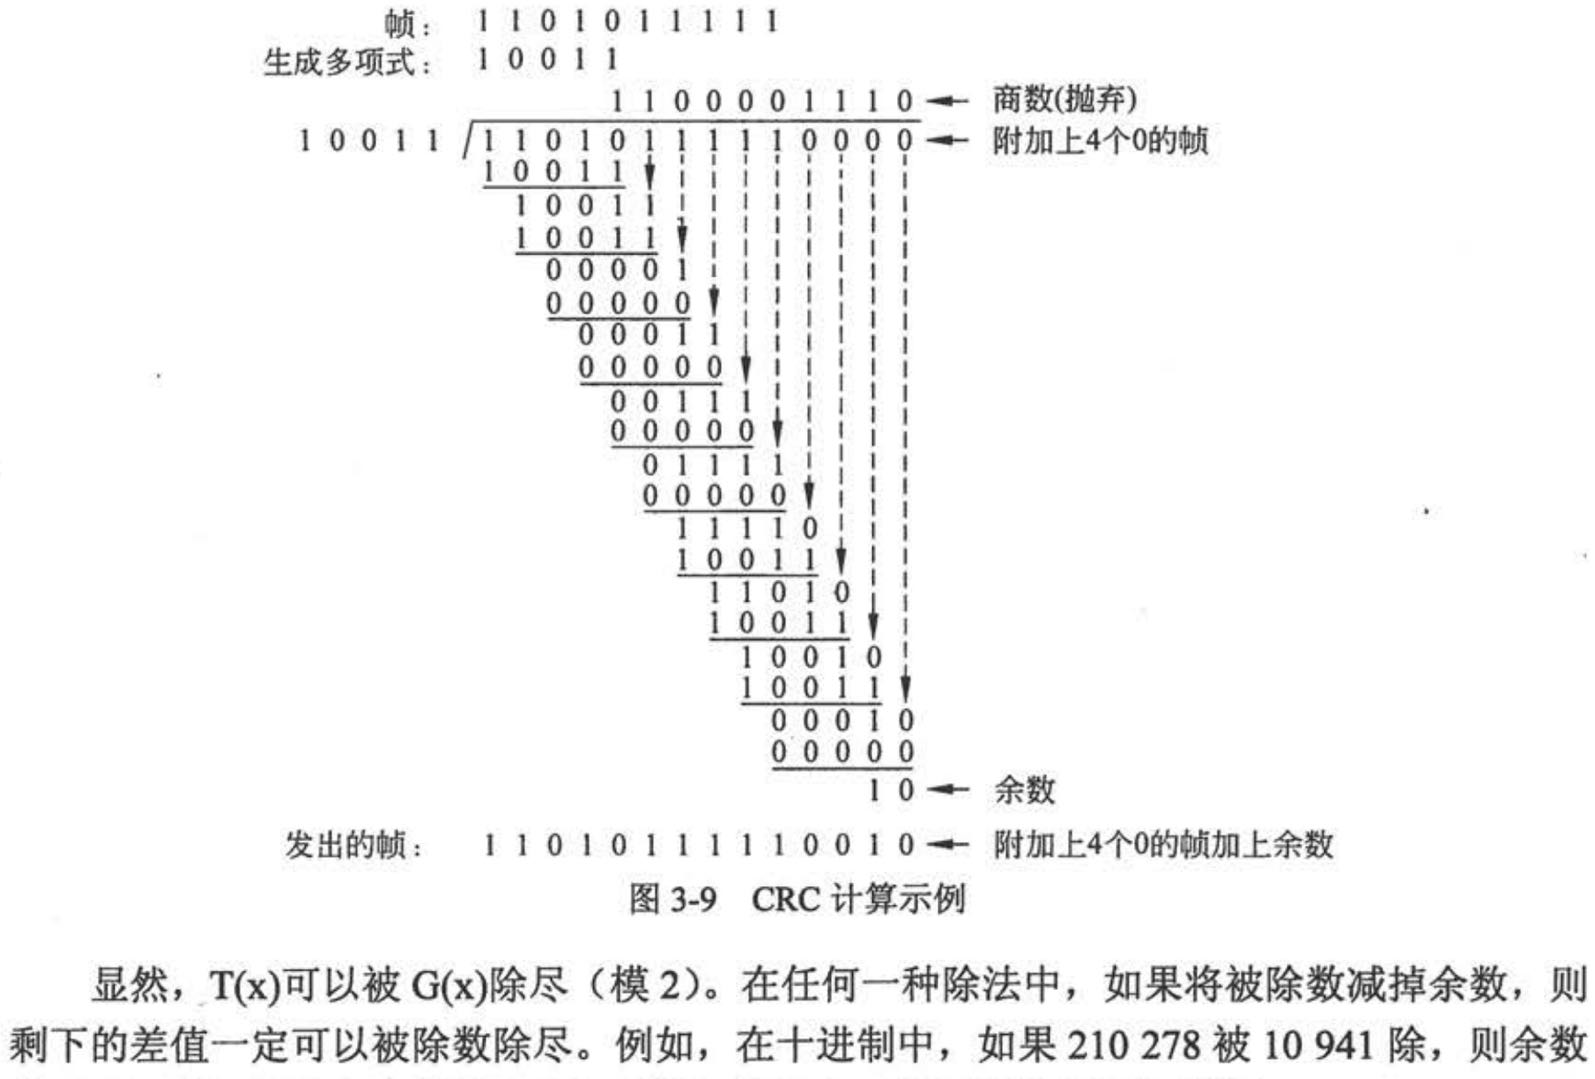 帧： 1 1 0 1 0 1 1 1 1 1
生成多项式： 1 0 0 1 1
1 1 0 0 0 0 1 1 1 0 商数(抛弃)
1 0 0 1 1 1 1 0 1 0 1 1 1 1 1 0 0 0 0 附加上4个0的帧
1 0 0 1 1
1 0 0 1 1
1 0 0 1 1
0 0 0 0 1
0 0 0 0 0
0 0 0 1 1
0 0 0 0 0
0 0 1 1 1
0 0 0 0 0
0 1 1 1 1
0 0 0 0 0
1 1 1 1 0
1 0 0 1 1
1 1 0 1 0
1 0 0 1 1
1 0 0 1 0
1 0 0 1 1
0 0 0 1 0
0 0 0 0 0
1 0 余数
发出的帧： 1 1 0 1 0 1 1 1 1 1 0 0 1 0 附加上4个0的帧加上余数
图 3-9 CRC 计算示例
显然，T(x)可以被 G(x)除尽（模 2）。在任何一种除法中，如果将被除数减掉余数，则
剩下的差值一定可以被除数除尽。例如，在十进制中，如果 210 278 被 10 941 除，则余数